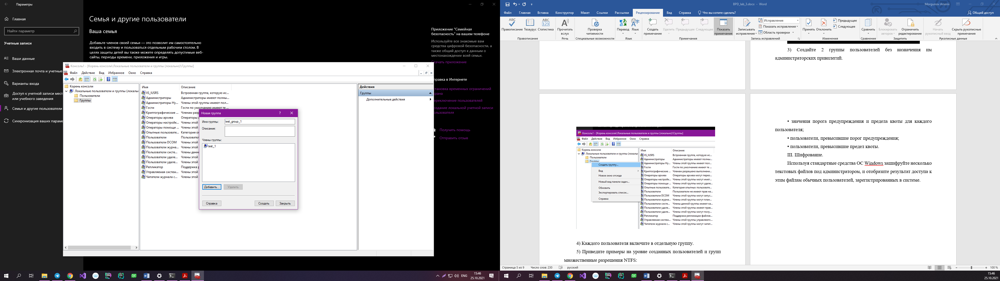 Параметры
Главная
Найти параметр
Учетные записи
Ваши данные
Электронная почта и учетные
Варианты входа
Доступ к учетной записи мест
или учебного заведения
Семья и другие пользователи
Синхронизация ваших параме
Семья и другие пользователи
Ваша семья
Добавьте членов своей семьи — это позволит им самостоятельно
входить в систему и пользоваться отдельным рабочим столом. В
целях защиты детей вы также можете определять допустимые веб-
сайты, периоды времени, приложения и игры.
Приложение "Семейная
безопасность" на вашем телефоне
Используйте все знакомые вам
средства цифровой безопасности, а
также общий доступ к данным о
местонахождении всей семьи.
Скачать приложение
правка в Интернете
становка временных ограничений
крана
ереключение пользователей
оздание локальной учетной записи
ользователя
Получить помощь
Отправить отзыв
Консоль1 - [Корень консоли\Локальные пользователи и группы (локально)\Группы]
Файл Действие Вид Избранное Окно Справка
Корень консоли
Локальные пользователи и группы (локальн
Пользователи
Группы
Имя Описание
IIS_IUSRS Встроенная группа, которую ис...
Администраторы Администраторы имеют полны...
Администраторы Hy... Члены этой группы имеют пол...
Гости Гости по умолчанию имеют те ...
Криптографические ... Членам разр
Операторы архива Операторы а
Операторы настройк... Члены этой
Операторы помощи ... Члены этой
Опытные пользовате... Категория оп
Пользователи Пользовател
Пользователи DCOM Члены этой
Пользователи журна... Члены этой
Пользователи систе... Члены данно
Пользователи удале... Члены этой
Пользователи удале... Члены этой
Репликатор Поддержка р
Управляемая систем... Члены этой
Читатели журнала с... Члены этой
Действия
Группы
Дополнительные действия
Новая группа
Имя группы: test_group_1
Описание:
Члены группы:
test_1
Добавить... Удалить
Справка Создать Закрыть
ENG 15:46
25.10.2021
BPD_lab_3.docx - Word Morgunov Arsenii
Файл Главная Вставка Конструктор Макет Ссылки Рассылки Рецензирование Вид Справка Что вы хотите сделать? Общий доступ
Правописание Тезаурус Статистика
Правописание
Прочитать
вслух
Речь
Проверка
читаемости
Специальные возможности
Перевод Язык
Язык
Создать
примечание
Удалить Предыдущее Следующее
Показать
примечания
Примечания
Записывать
исправления
Исправления
Показать исправления
Область проверки
Запись исправлений
Принять Отклонить
Предыдущее
Следующее
Изменения
Сравнить
Сравнение
Блокировать
авторов
Ограничить
редактирование
Защитить
Начать
рукописный ввод
Скрыть рукописные
примечания
Рукописные данные
Консоль1 - [Корень консоли\Локальные пользователи и группы (локально)\Группы]
Файл Действие Вид Избранное Окно Справка
Корень консоли
Локальные пользователи и группы (локальн
Пользователи
Группы
Создать группу...
Вид
Новое окно отсюда
Новый вид панели задач...
Обновить
Экспортировать список...
Справка
Имя Описание
IIS_IUSRS Встроенная группа, которую ис...
Администраторы Администраторы имеют полны...
Администраторы Hy... Члены этой группы имеют пол...
Гости Гости по умолчанию имеют те ...
Криптографические ... Членам разрешено выполнени...
Операторы архива Операторы архива могут перео...
Операторы настройк... Члены этой группы могут имет...
Операторы помощи ... Члены этой группы могут удале...
Опытные пользовате... Категория опытных пользовате...
Пользователи Пользователи не имеют прав на...
Пользователи DCOM Члены этой группы могут запус...
Пользователи журна... Члены этой группы могут план...
Пользователи систе... Члены данной группы имеют ка...
Пользователи удале... Члены этой группы имеют прав...
Пользователи удале... Члены этой группы могут полу...
Репликатор Поддержка репликации файлов...
Управляемая систем... Члены этой группы управляютс...
Читатели журнала с... Члены этой группы могут читат...
4) Каждого пользователя включите в отдельную группу.
5) Приведите примеры на уровне созданных пользователей и групп
множественные разрешения NTFS:
3) Создайте 2 группы пользователей без назначения им
администраторских привилегий.
• значения порога предупреждения и предела квоты для каждого
пользователя;
• пользователи, превысившие порог предупреждения;
• пользователи, превысившие предел квоты.
III. Шифрование.
Используя стандартные средства ОС Windows зашифруйте несколько
текстовых файлов под администратором, и отобразите результат доступа к
этим файлам обычных пользователей, зарегистрированных в системе.
Страница 5 из 9 Число слов: 230 русский 100 %
15:46
25.10.2021